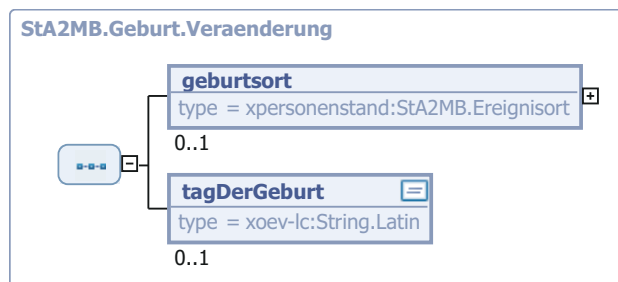 StA2MB.Geburt.Veraenderung
geburtsort
type = xpersonenstand:StA2MB.Ereignisort
0..1
tagDerGeburt
type = xoev-lc:String.Latin
0..1